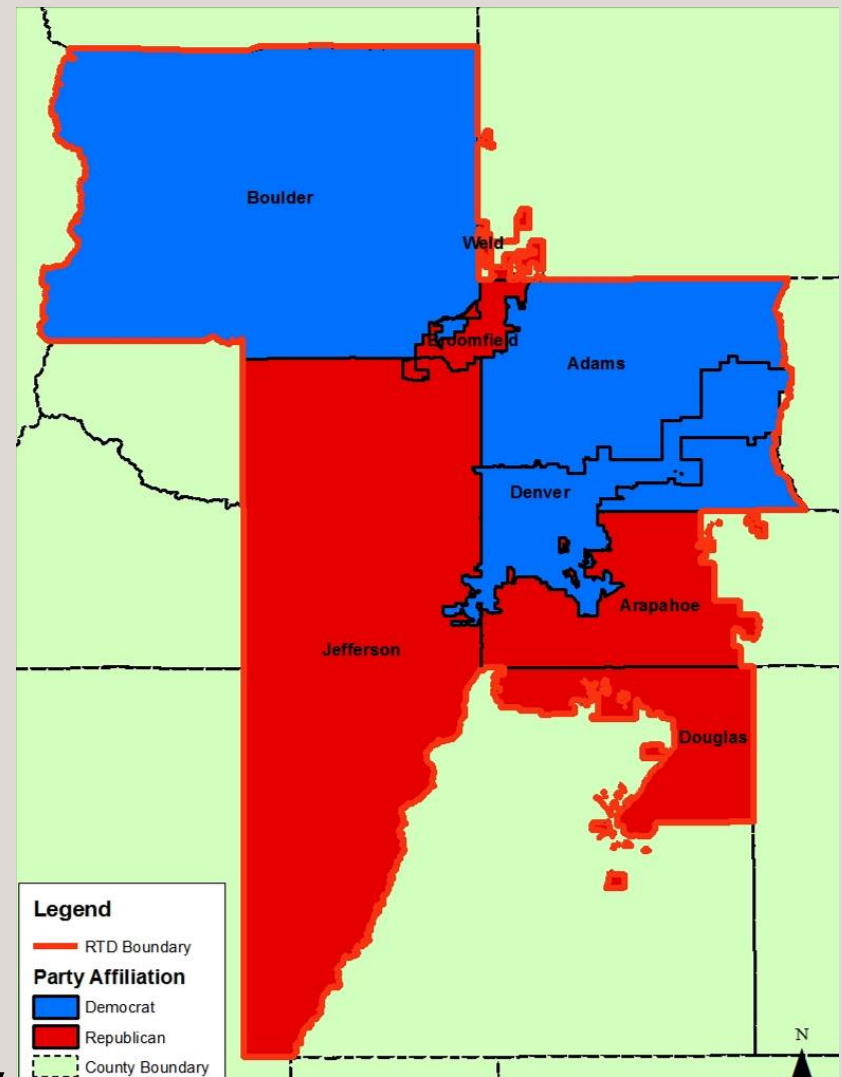 Boulder
Weld
Broomfield
Adams
Denver
Arapahoe
Jefferson
Douglas
Legend
RTD Boundary
Party Affiliation
Democrat
Republican
County Boundary
N